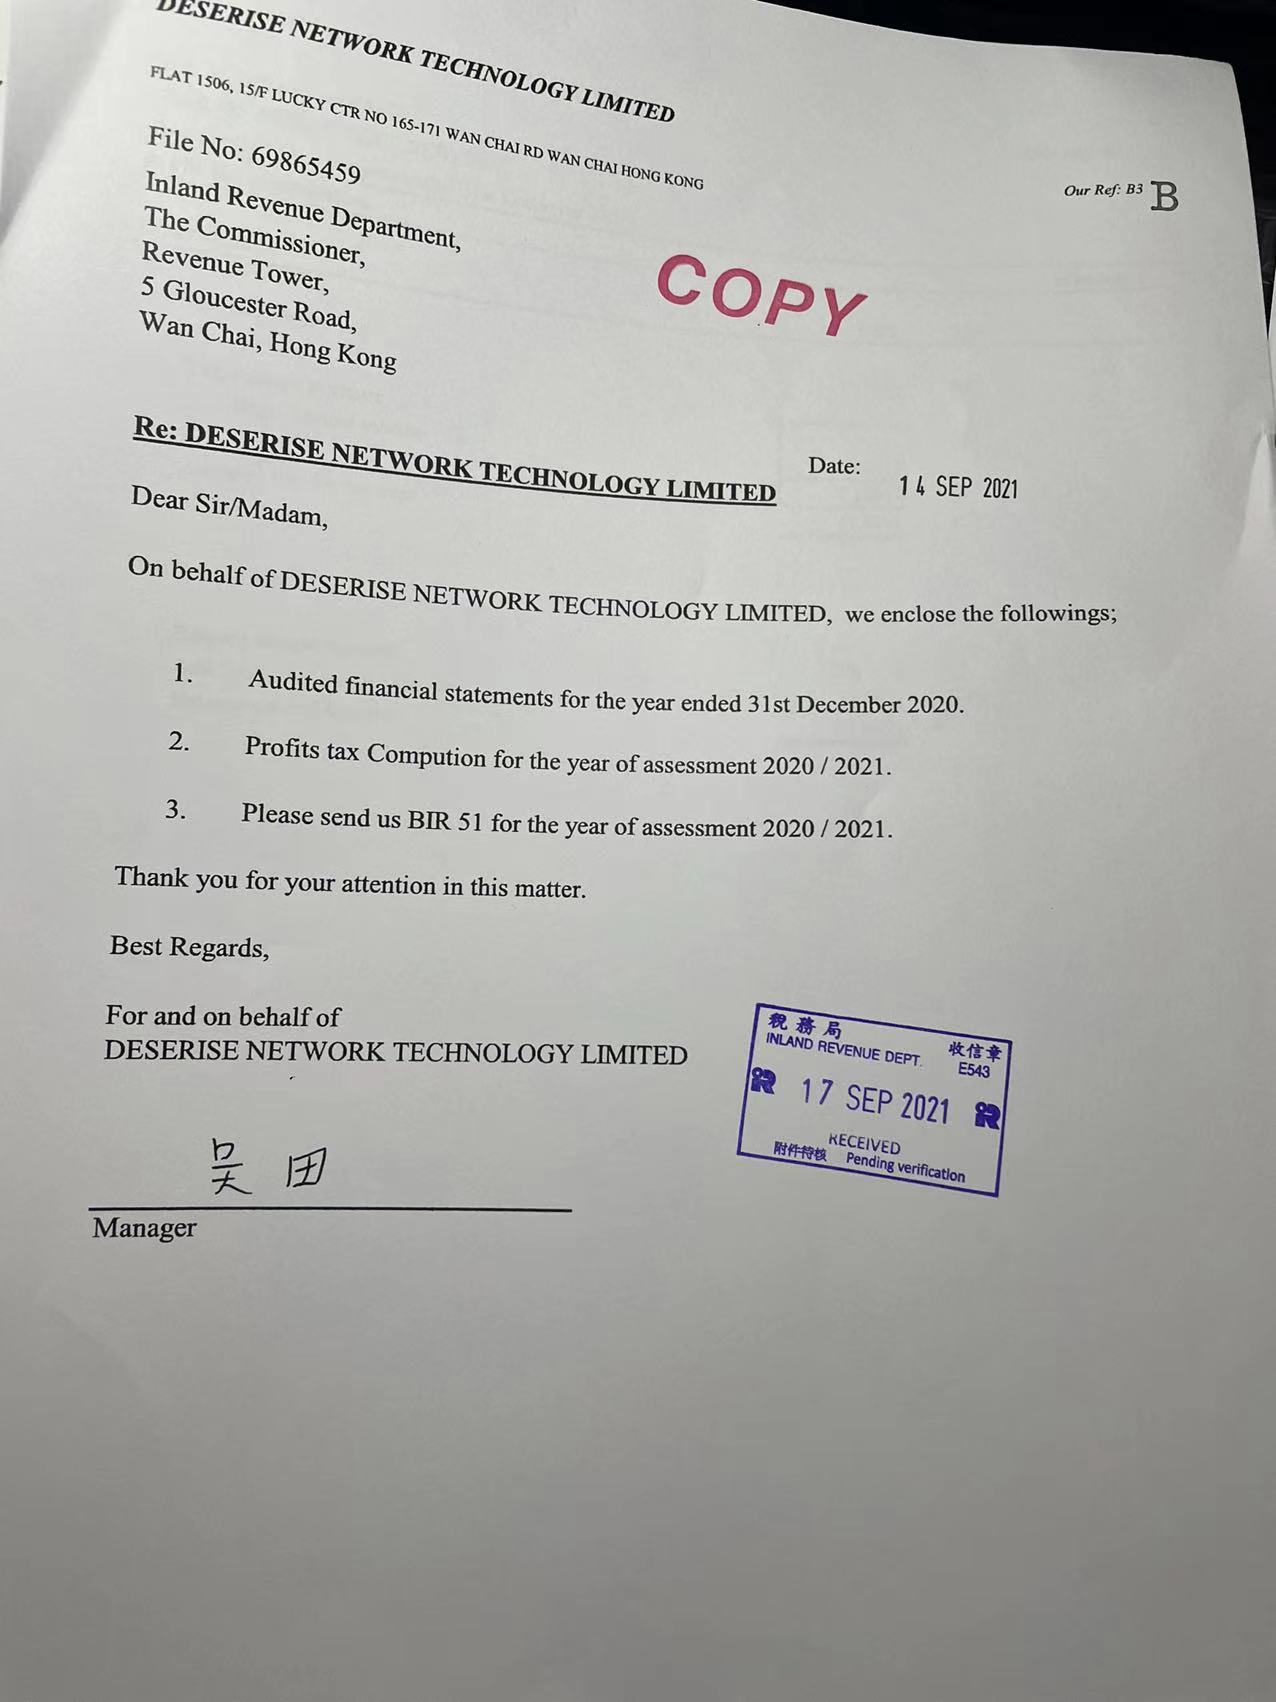 DESERISE NETWORK TECHNOLOGY LIMITED
FLAT 1506, 15/F LUCKY CTR NO 165-171 WAN CHAI RD WAN CHAI HONG KONG
Our Ref: B3 B
File No: 69865459
Inland Revenue Department,
The Commissioner,
Revenue Tower,
5 Gloucester Road,
Wan Chai, Hong Kong
COPY
Re: DESERISE NETWORK TECHNOLOGY LIMITED
Date: 14 SEP 2021
Dear Sir/Madam,
On behalf of DESERISE NETWORK TECHNOLOGY LIMITED, we enclose the followings;
1. Audited financial statements for the year ended 31st December 2020.
2. Profits tax Compution for the year of assessment 2020 / 2021.
3. Please send us BIR 51 for the year of assessment 2020 / 2021.
Thank you for your attention in this matter.
Best Regards,
For and on behalf of
DESERISE NETWORK TECHNOLOGY LIMITED
税務局 收信章
INLAND REVENUE DEPT. E543
17 SEP 2021
RECEIVED
附件待核 Pending verification
吴团
Manager